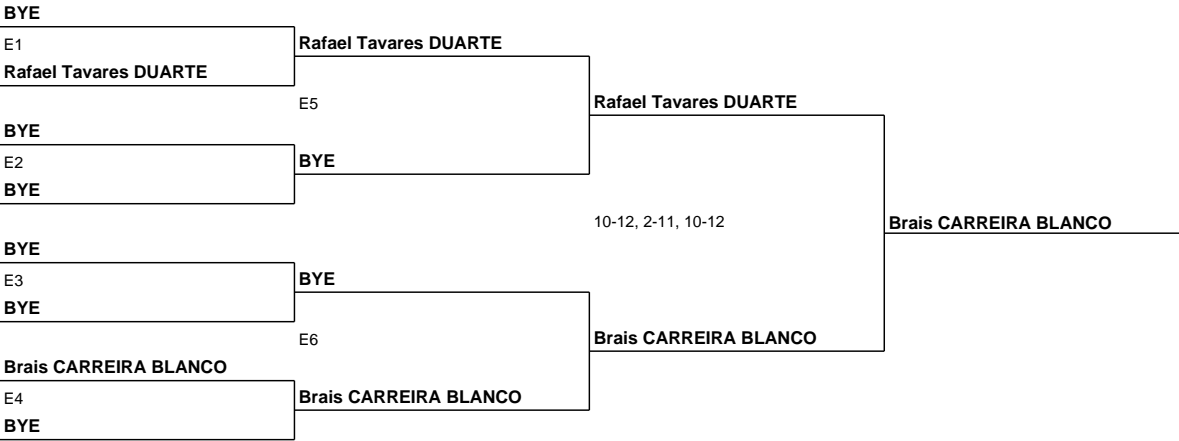 BYE
E1
Rafael Tavares DUARTE
Rafael Tavares DUARTE
E5
Rafael Tavares DUARTE
BYE
E2
BYE
BYE
10-12, 2-11, 10-12
Brais CARREIRA BLANCO
BYE
E3
BYE
BYE
E6
Brais CARREIRA BLANCO
Brais CARREIRA BLANCO
E4
Brais CARREIRA BLANCO
BYE